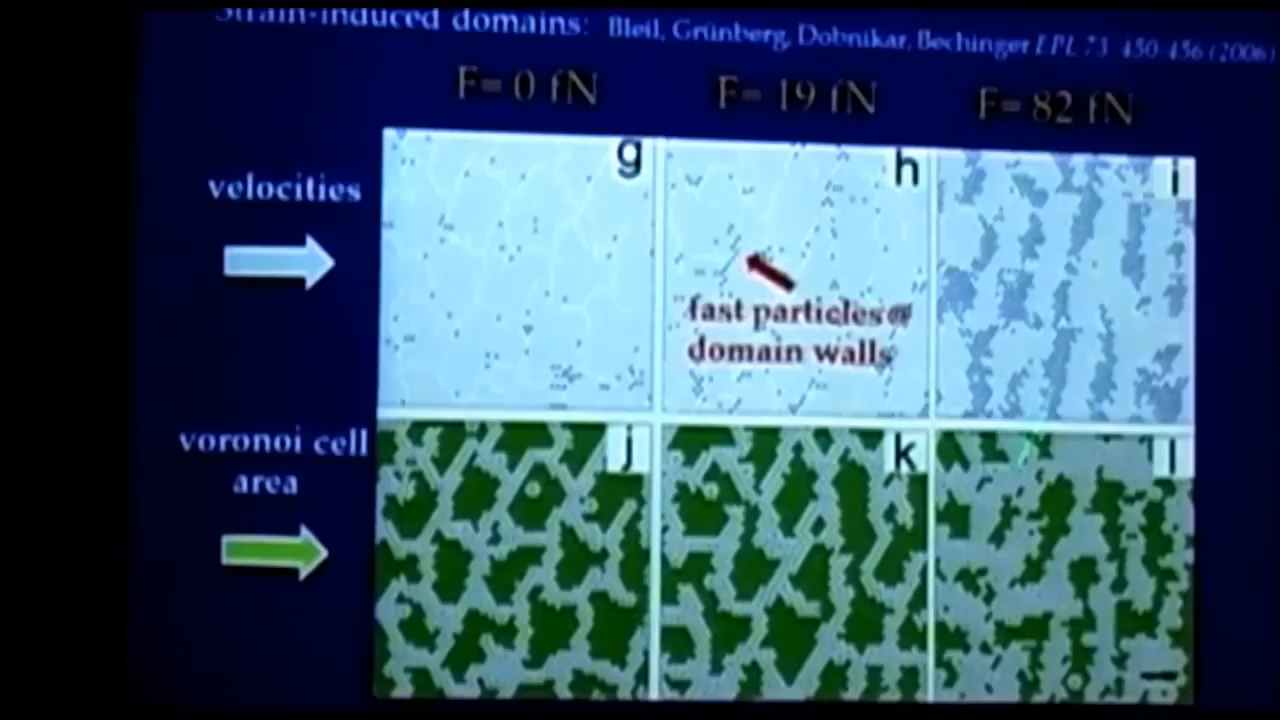 Strain-induced domains: Bleil, Grünberg, Dobnikar, Bechinger EPL 73 450-456 (2006)
F= 0 fN F= 19 fN F= 82 fN
g h i
velocities
fast particles@
domain walls
voronoi cell
area
j k l